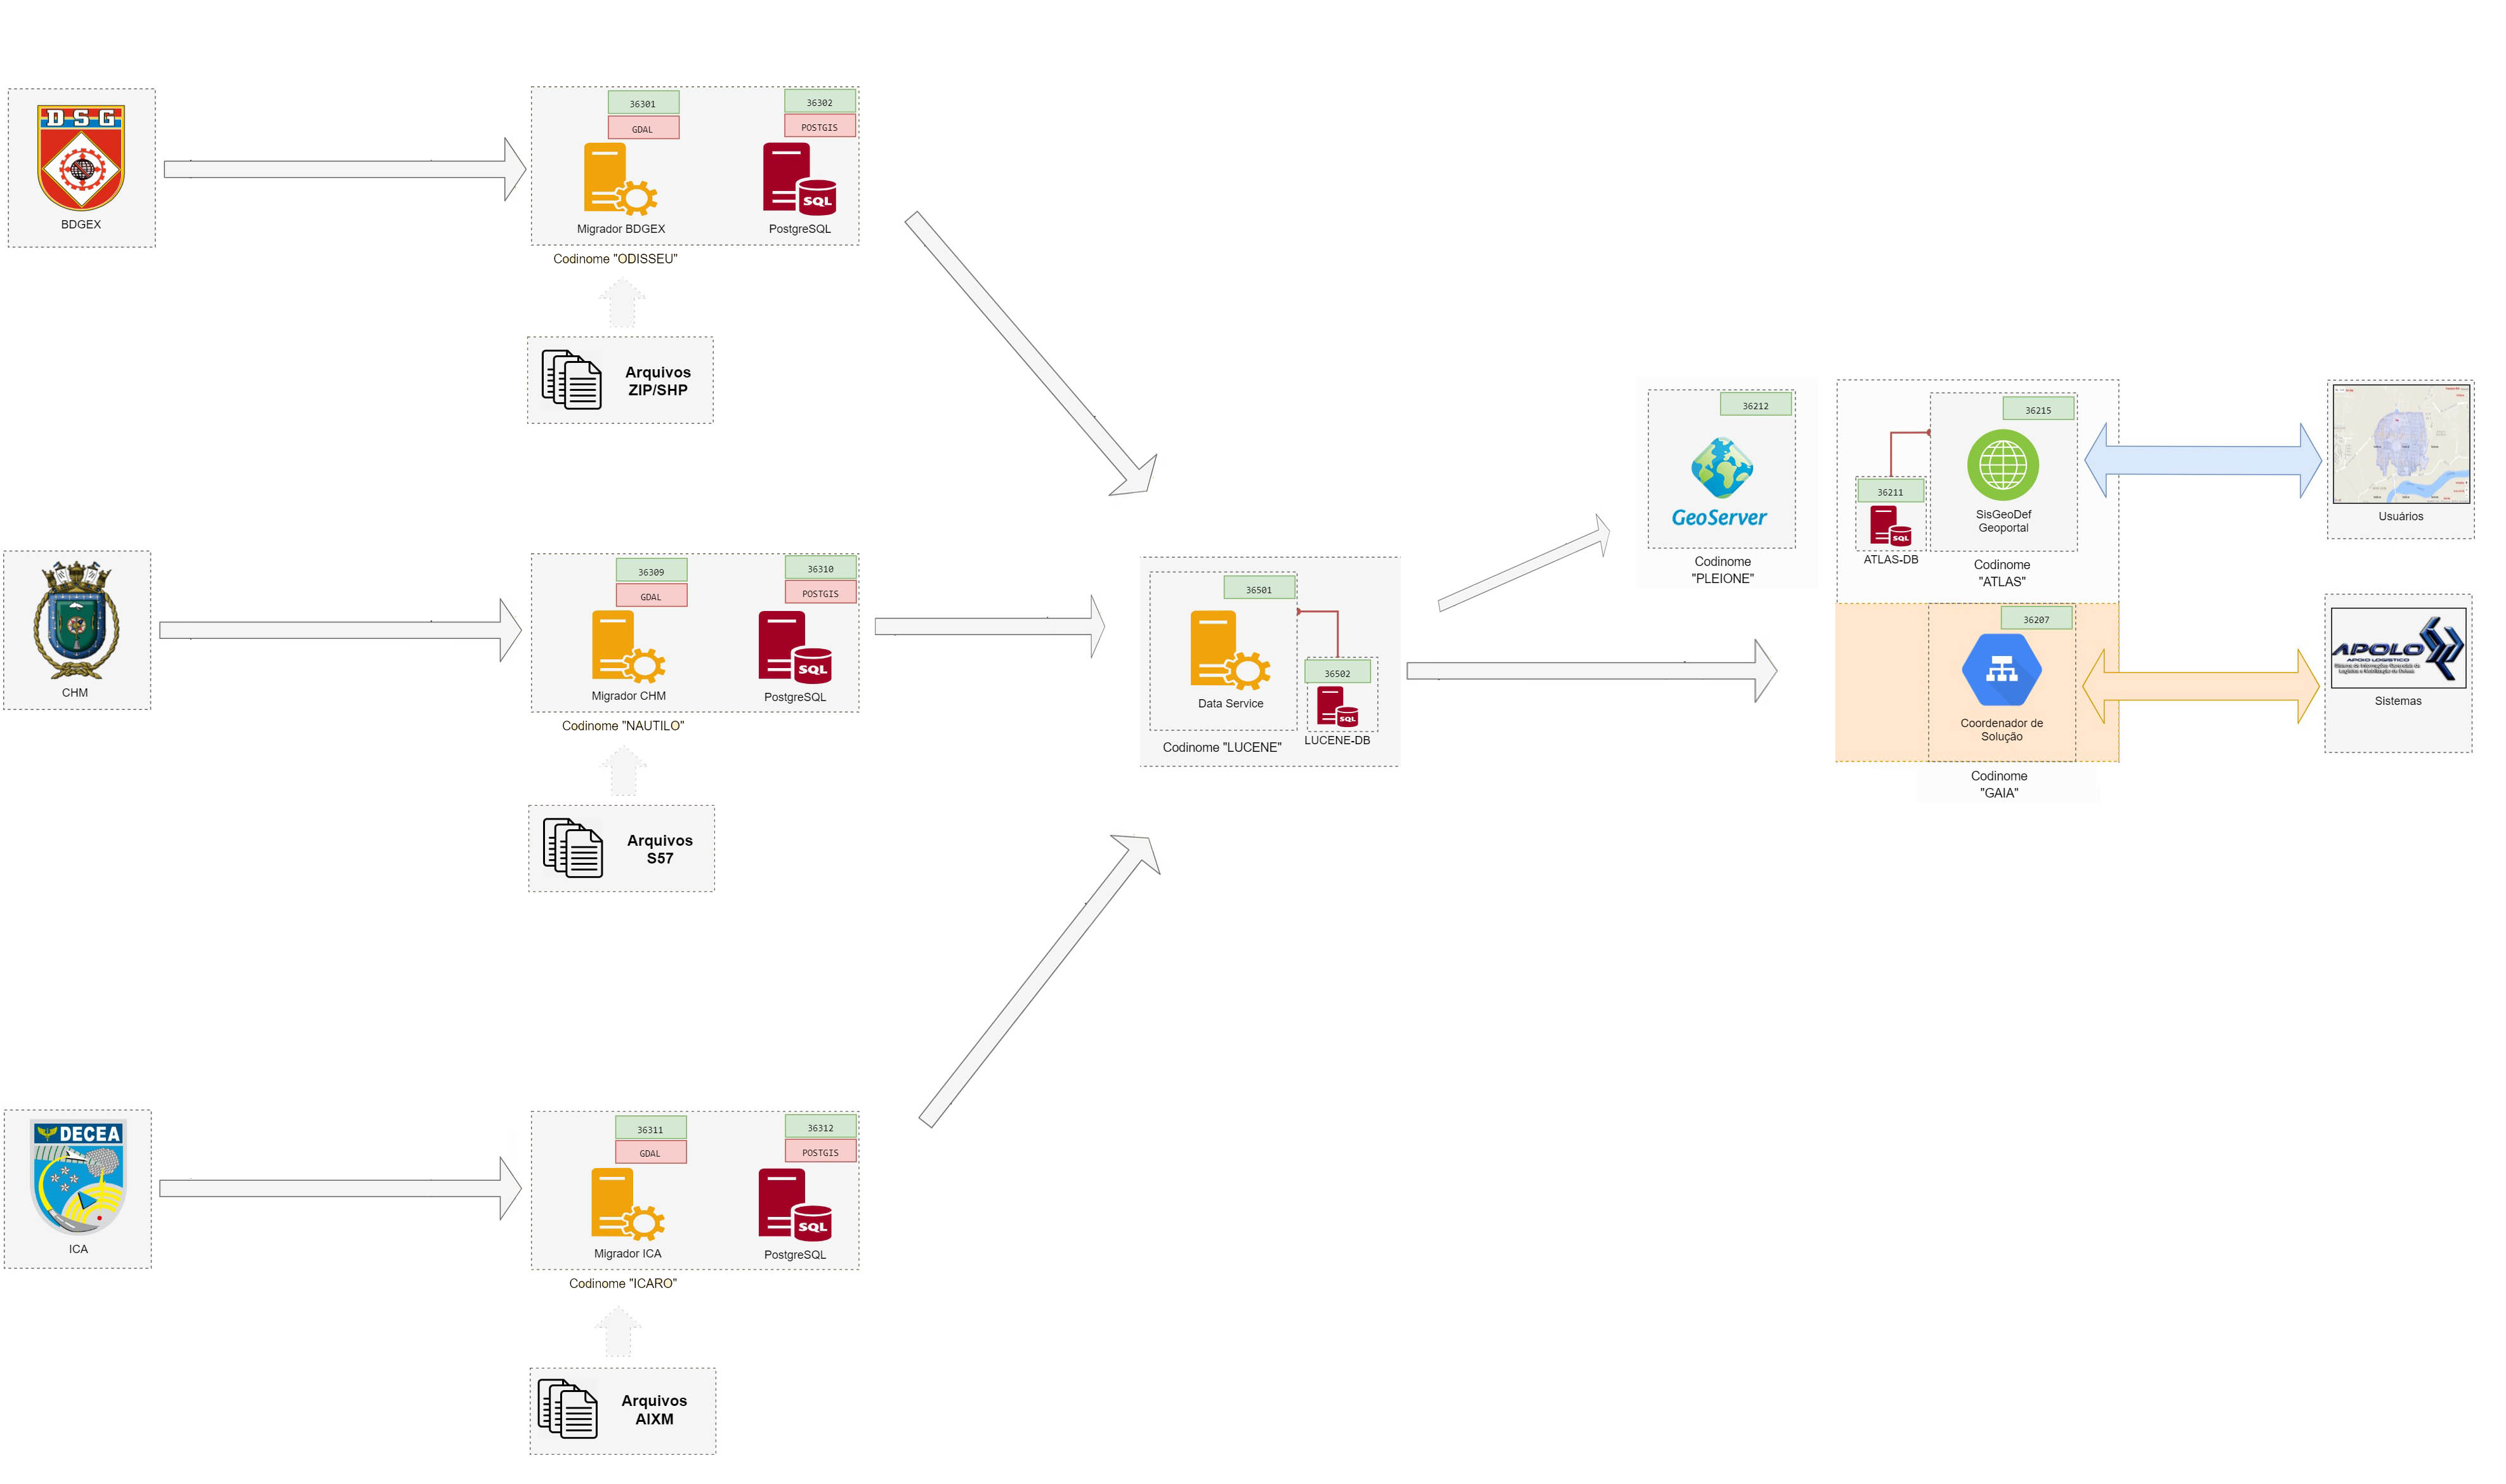 DSG
BDGEX
36301
GDAL
36302
POSTGIS
SQL
Migrador BDGEX
PostgreSQL
Codinome "ODISSEU"
Arquivos
ZIP/SHP
CHM
36309
GDAL
36310
POSTGIS
SQL
Migrador CHM
PostgreSQL
Codinome "NAUTILO"
Arquivos
S57
DECEA
ICA
36311
GDAL
36312
POSTGIS
SQL
Migrador ICA
PostgreSQL
Codinome "ICARO"
Arquivos
AIXM
36501
Data Service
Codinome "LUCENE"
36502
SQL
LUCENE-DB
36212
GeoServer
Codinome
"PLEIONE"
36215
SisGeoDef
Geoportal
36211
SQL
ATLAS-DB
Codinome
"ATLAS"
36207
Coordenador de
Solução
Codinome
"GAIA"
Usuários
APOLO
APOIO LOGISTICO
Sistemas